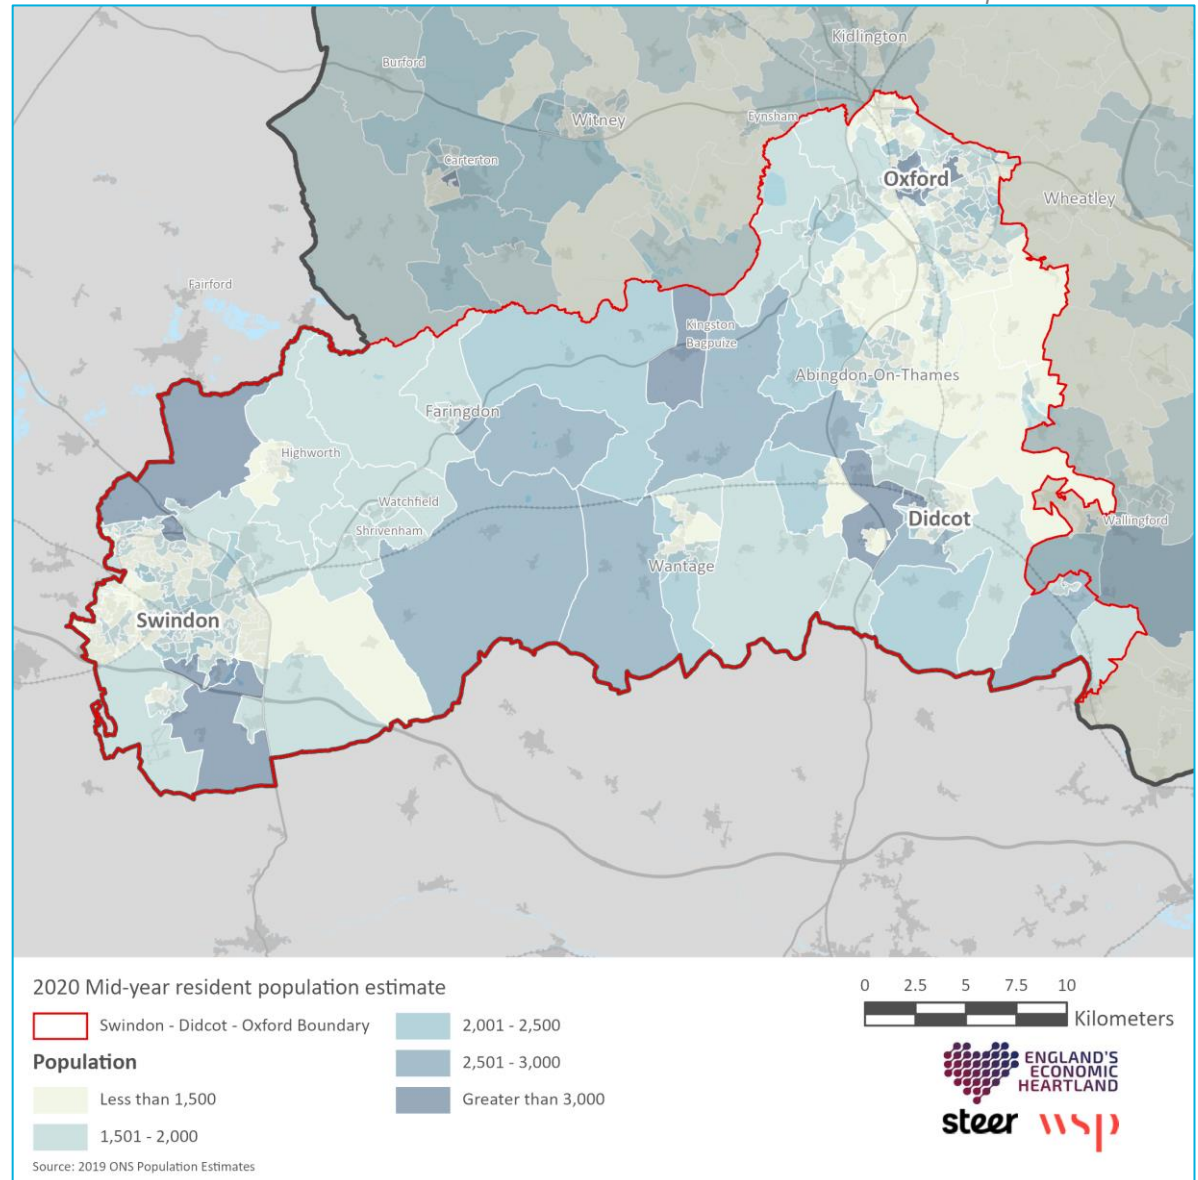 Kidlington
Burford
Witney
Eynsham
Carterton
Oxford
Wheatley
Fairford
Kingston
Bagpuize
Abingdon-On-Thames
Faringdon
Highworth
Watchfield
Shrivenham
Didcot
Wallingford
Wantage
Swindon
2020 Mid-year resident population estimate
Swindon - Didcot - Oxford Boundary
Population
Less than 1,500
1,501 - 2,000
2,001 - 2,500
2,501 - 3,000
Greater than 3,000
Source: 2019 ONS Population Estimates
0 2.5 5 7.5 10
Kilometers
ENGLAND'S
ECONOMIC
HEARTLAND
steer wsp